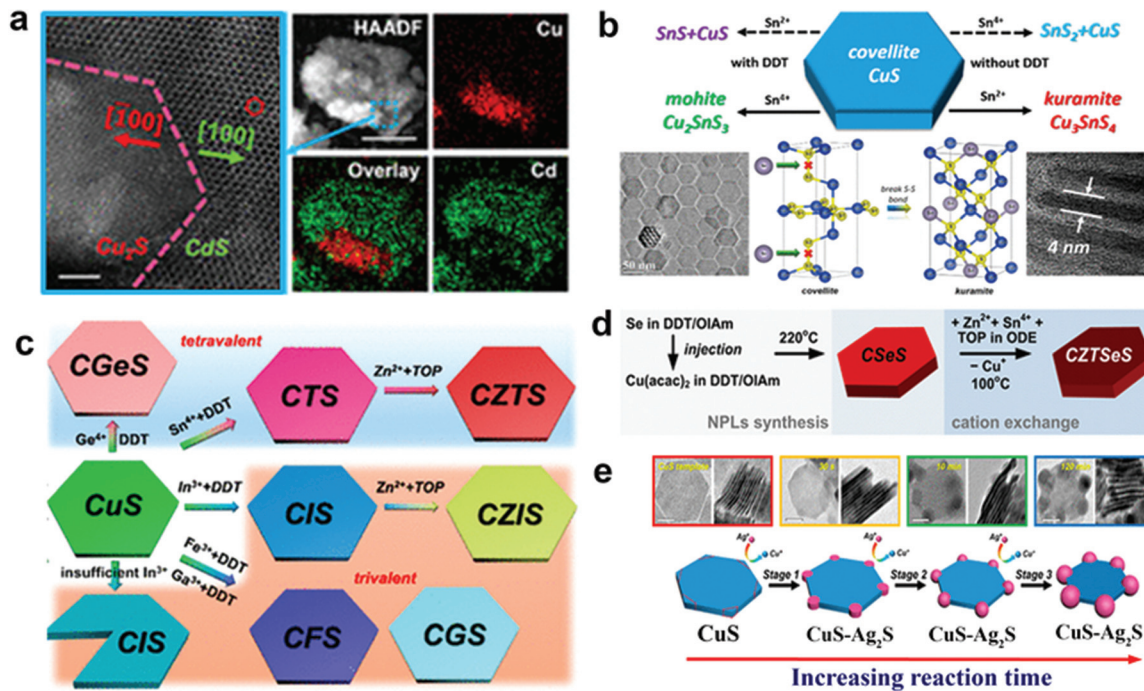 a
[1̄00]
[100]
Cu₂S
CdS
HAADF
Cu
Overlay
Cd
b
SnS+CuS
Sn²⁺
with DDT
mohite
Cu₂SnS₃
Sn⁴⁺
covellite
CuS
Sn⁴⁺
SnS₂+CuS
without DDT
Sn²⁺
kuramite
Cu₃SnS₄
50 nm
break S-S
bond
covellite
kuramite
4 nm
c
CGeS
tetravalent
CTS
Zn²⁺+TOP
CZTS
Ge⁴⁺
DDT
Sn⁴⁺+DDT
CuS
In³⁺+DDT
CIS
Zn²⁺+TOP
CZIS
insufficient In³⁺
Fe³⁺+DDT
Ga³⁺+DDT
trivalent
CIS
CFS
CGS
d
Se in DDT/OlAm
injection
Cu(acac)₂ in DDT/OlAm
220°C
CSeS
+ Zn²⁺+ Sn⁴⁺ +
TOP in ODE
− Cu⁺
100°C
CZTSeS
NPLs synthesis
cation exchange
e
CuS template
30 s
10 min
120 min
Ag⁺
Cu⁺
Stage 1
Ag⁺
Cu⁺
Stage 2
Ag⁺
Cu⁺
Stage 3
CuS
CuS-Ag₂S
CuS-Ag₂S
CuS-Ag₂S
Increasing reaction time